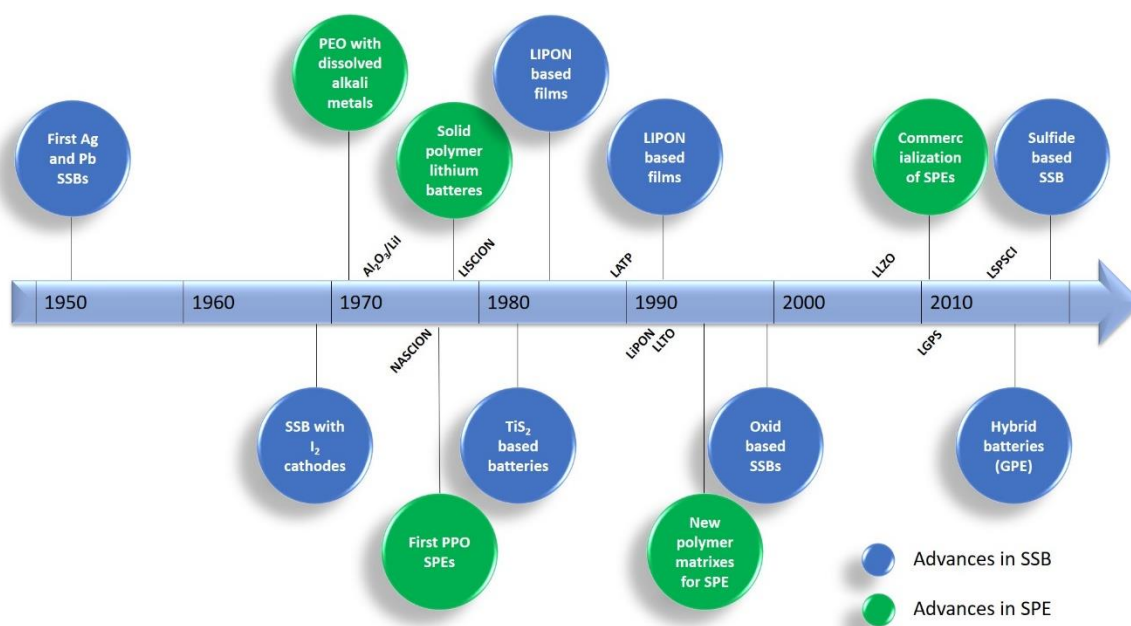 PEO with
dissolved
alkali
metals
LIPON
based
films
First Ag
and Pb
SSBs
Solid
polymer
lithium
batteres
LIPON
based
films
Commerc
ialization
of SPEs
Sulfide
based
SSB
Al₂O₃/LiI
LISCION
LATP
LLZO
LSPSCl
1950
1960
1970
1980
1990
2000
2010
NASCION
LiPON
LLTO
LGPS
SSB with
I₂
cathodes
TiS₂
based
batteries
Oxid
based
SSBs
Hybrid
batteries
(GPE)
First PPO
SPEs
New
polymer
matrixes
for SPE
Advances in SSB
Advances in SPE